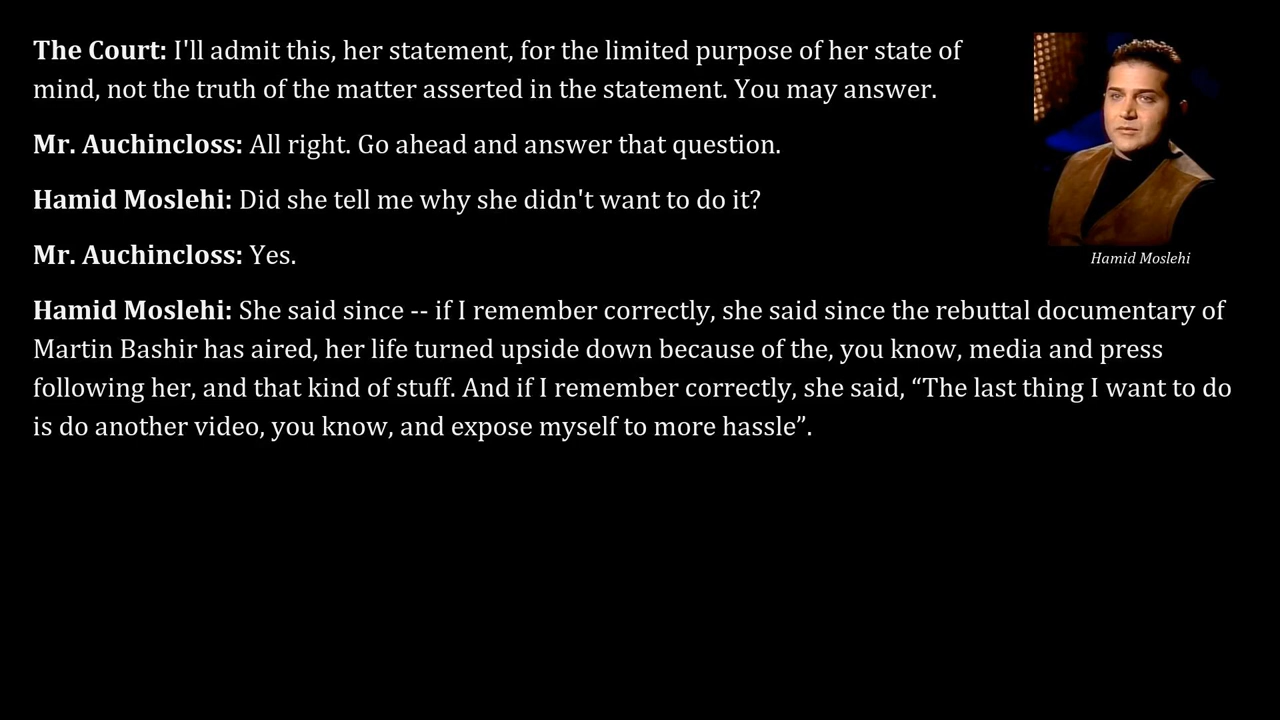 The Court: I'll admit this, her statement, for the limited purpose of her state of
mind, not the truth of the matter asserted in the statement. You may answer.
Mr. Auchincloss: All right. Go ahead and answer that question.
Hamid Moslehi: Did she tell me why she didn't want to do it?
Mr. Auchincloss: Yes.
Hamid Moslehi
Hamid Moslehi: She said since -- if I remember correctly, she said since the rebuttal documentary of
Martin Bashir has aired, her life turned upside down because of the, you know, media and press
following her, and that kind of stuff. And if I remember correctly, she said, “The last thing I want to do
is do another video, you know, and expose myself to more hassle”.